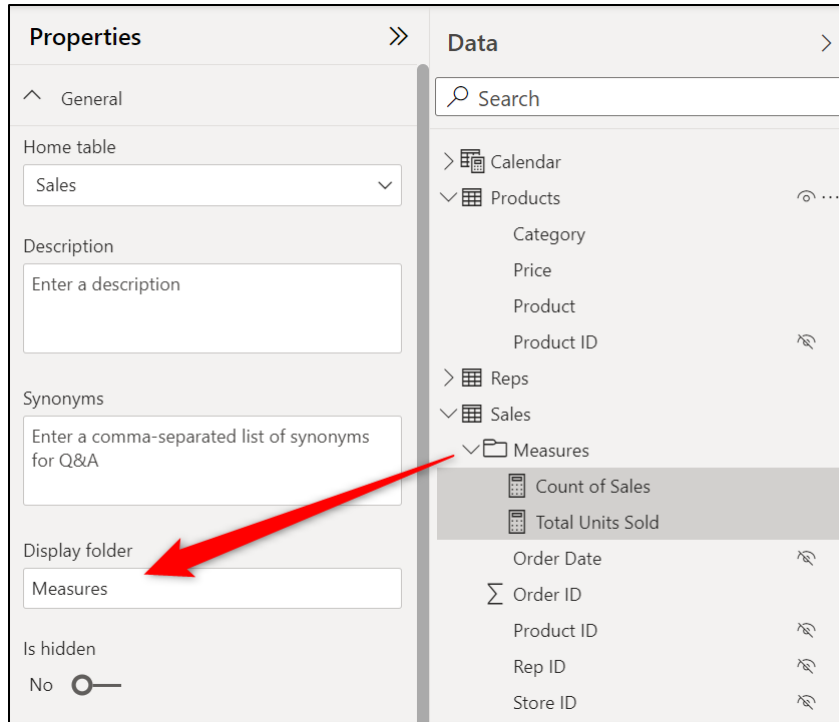 Properties
General
Home table
Sales
Description
Enter a description
Synonyms
Enter a comma-separated list of synonyms
for Q&A
Display folder
Measures
Is hidden
No
Data
Search
Calendar
Products
Category
Price
Product
Product ID
Reps
Sales
Measures
Count of Sales
Total Units Sold
Order Date
Order ID
Product ID
Rep ID
Store ID